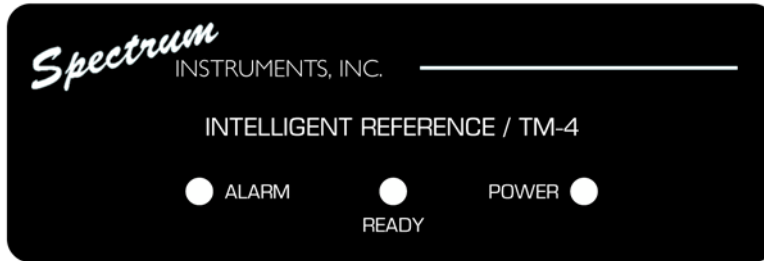 Spectrum
INSTRUMENTS, INC.
INTELLIGENT REFERENCE / TM-4
ALARM
READY
POWER